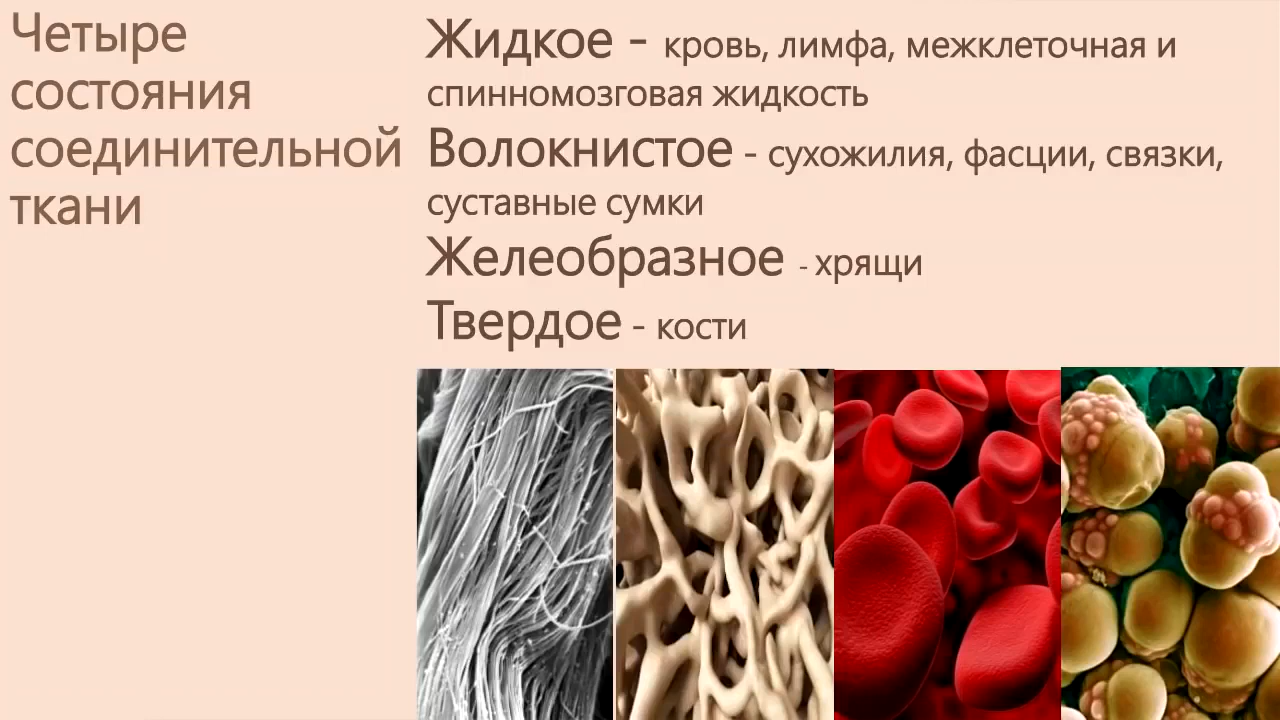 Четыре
состояния
соединительной
ткани
Жидкое - кровь, лимфа, межклеточная и
спинномозговая жидкость
Волокнистое - сухожилия, фасции, связки,
суставные сумки
Желеобразное - хрящи
Твердое - кости